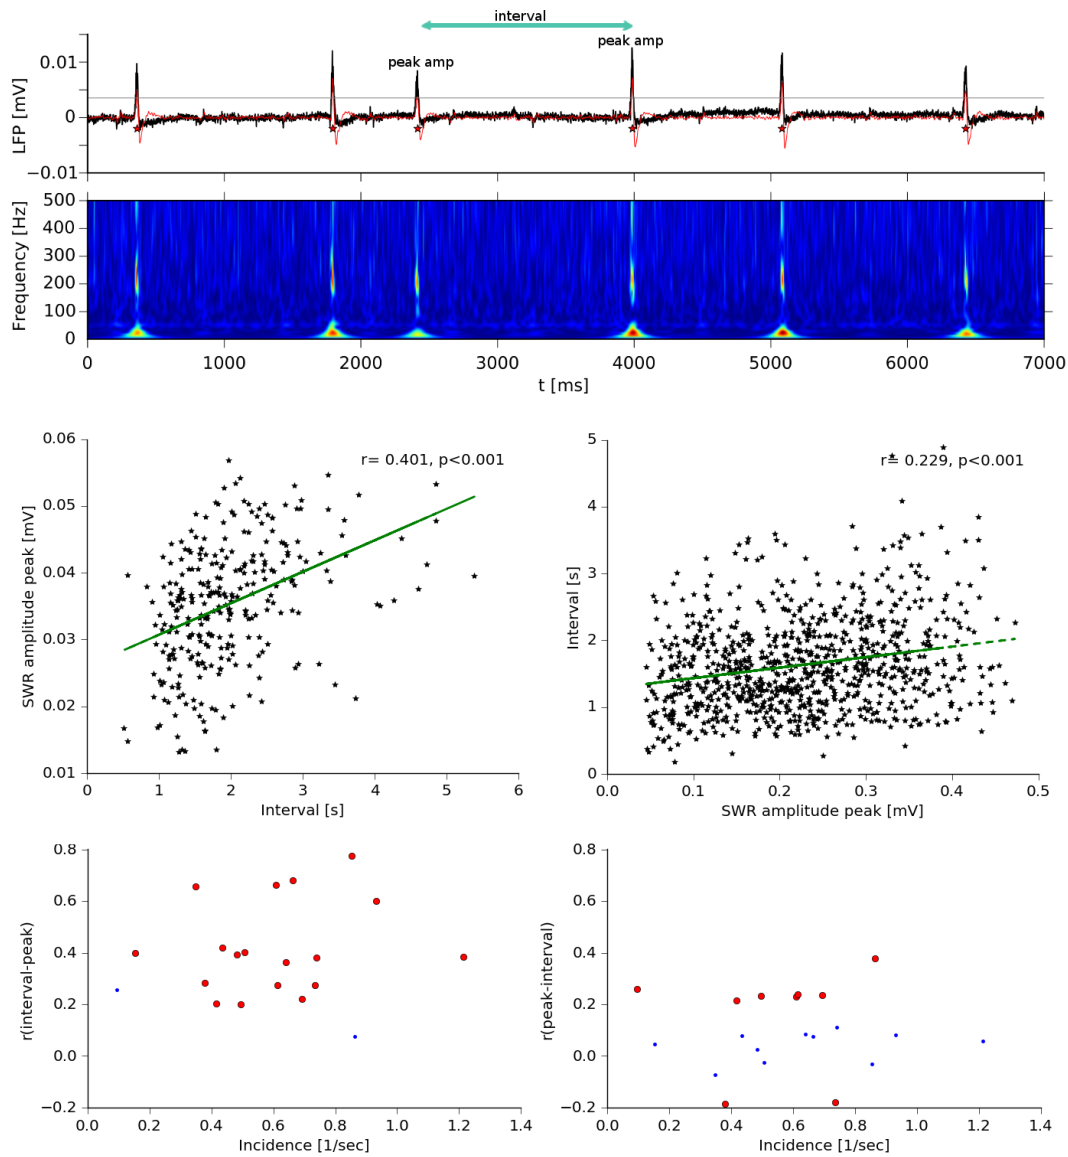 interval
peak amp
peak amp
LFP [mV]
0.01
0
−0.01
Frequency [Hz]
500
400
300
200
100
0
0 1000 2000 3000 4000 5000 6000 7000
t [ms]
SWR amplitude peak [mV]
0.06
0.05
0.04
0.03
0.02
0.01
r= 0.401, p<0.001
0 1 2 3 4 5 6
Interval [s]
Interval [s]
5
4
3
2
1
0
r= 0.229, p<0.001
0.1 0.2 0.3 0.4 0.5
SWR amplitude peak [mV]
r(interval-peak)
0.8
0.6
0.4
0.2
0.0
−0.2
0.0 0.2 0.4 0.6 0.8 1.0 1.2 1.4
Incidence [1/sec]
r(peak-interval)
0.8
0.6
0.4
0.2
0.0
−0.2
0.0 0.2 0.4 0.6 0.8 1.0 1.2 1.4
Incidence [1/sec]